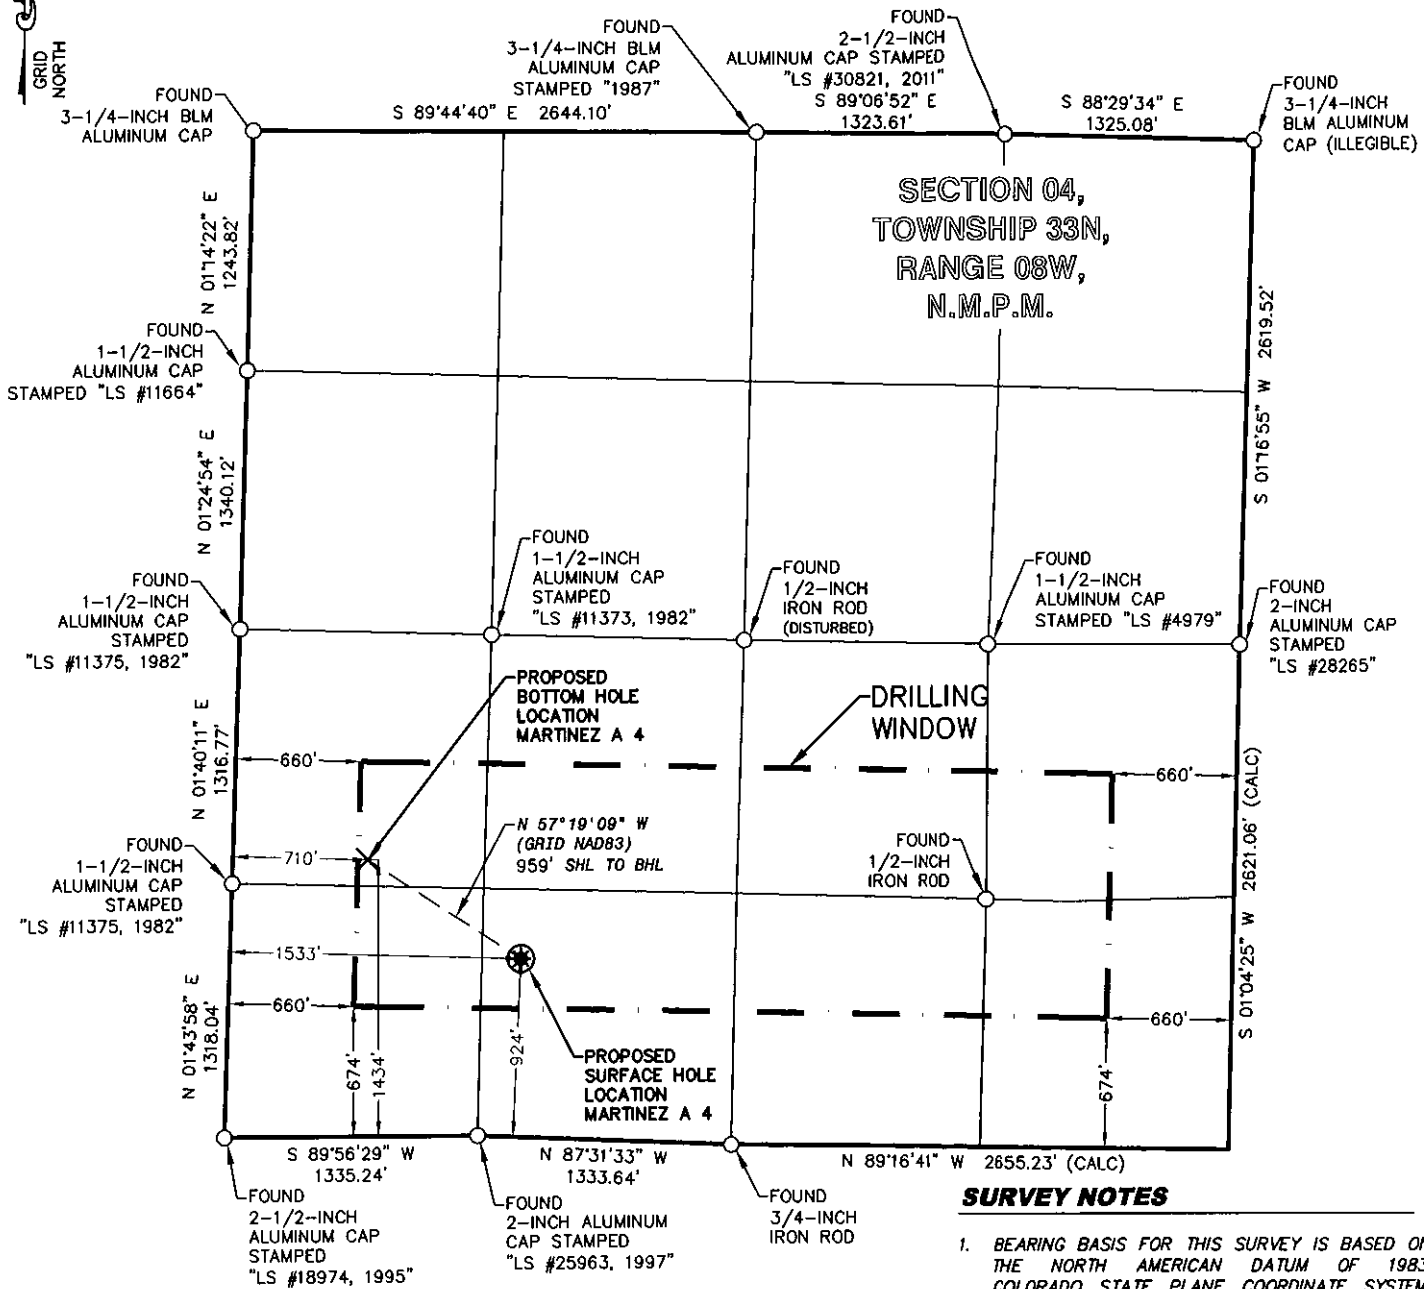 GRID
NORTH
FOUND
3-1/4-INCH BLM
ALUMINUM CAP
S 89°44'40" E 2644.10'
FOUND
3-1/4-INCH BLM
ALUMINUM CAP
STAMPED "1987"
FOUND
2-1/2-INCH
ALUMINUM CAP STAMPED
"LS #30821, 2011"
S 89°06'52" E
1323.61'
S 88°29'34" E
1325.08'
FOUND
3-1/4-INCH
BLM ALUMINUM
CAP (ILLEGIBLE)
SECTION 04,
TOWNSHIP 33N,
RANGE 08W,
N.M.P.M.
N 01°14'22" E
1243.82'
FOUND
1-1/2-INCH
ALUMINUM CAP
STAMPED "LS #11664"
S 01°16'55" W 2619.52'
N 01°24'54" E
1340.12'
FOUND
1-1/2-INCH
ALUMINUM CAP
STAMPED
"LS #11375, 1982"
FOUND
1-1/2-INCH
ALUMINUM CAP
STAMPED
"LS #11373, 1982"
FOUND
1/2-INCH
IRON ROD
(DISTURBED)
FOUND
1-1/2-INCH
ALUMINUM CAP
STAMPED "LS #4979"
FOUND
2-INCH
ALUMINUM CAP
STAMPED
"LS #28265"
PROPOSED
BOTTOM HOLE
LOCATION
MARTINEZ A 4
DRILLING
WINDOW
N 01°40'11" E
1316.77'
660'
660'
N 57°19'09" W
(GRID NAD83)
959' SHL TO BHL
710'
FOUND
1-1/2-INCH
ALUMINUM CAP
STAMPED
"LS #11375, 1982"
FOUND
1/2-INCH
IRON ROD
S 01°04'25" W 2621.06' (CALC)
1533'
660'
660'
N 01°43'58" E
1318.04'
674'
1434'
924'
674'
PROPOSED
SURFACE HOLE
LOCATION
MARTINEZ A 4
S 89°56'29" W
1335.24'
N 87°31'33" W
1333.64'
N 89°16'41" W 2655.23' (CALC)
FOUND
2-1/2-INCH
ALUMINUM CAP
STAMPED
"LS #18974, 1995"
FOUND
2-INCH ALUMINUM
CAP STAMPED
"LS #25963, 1997"
FOUND
3/4-INCH
IRON ROD
SURVEY NOTES
1. BEARING BASIS FOR THIS SURVEY IS BASED ON
THE NORTH AMERICAN DATUM OF 1983
COLORADO STATE PLANE COORDINATE SYSTEM